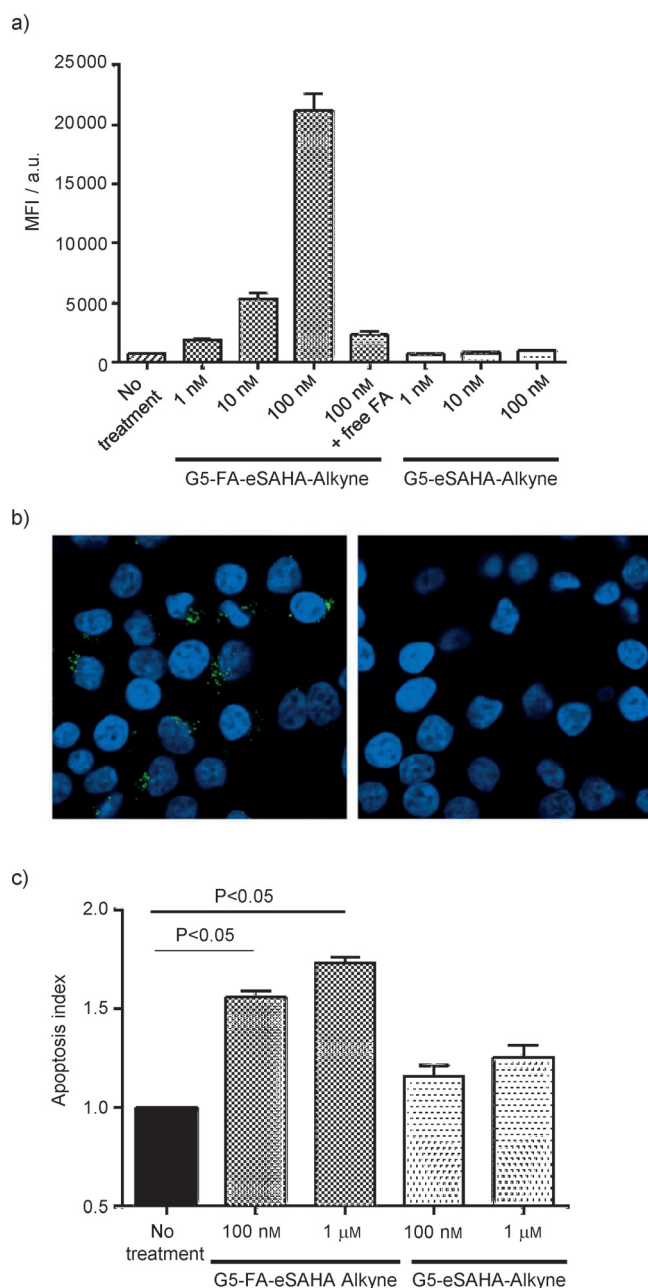 a)
25000
20000
15000
10000
5000
0
MFI / a.u.
No treatment
1 nM
10 nM
100 nM
100 nM + free FA
1 nM
10 nM
100 nM
G5-FA-eSAHA-Alkyne
G5-eSAHA-Alkyne
b)
c)
P<0.05
P<0.05
2.0
1.5
1.0
0.5
Apoptosis index
No treatment
100 nM
1 µM
100 nM
1 µM
G5-FA-eSAHA Alkyne
G5-eSAHA-Alkyne